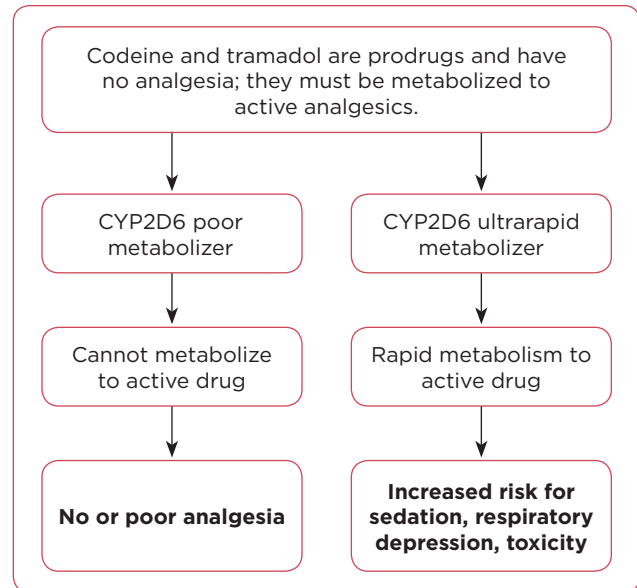 Codeine and tramadol are prodrugs and have
no analgesia; they must be metabolized to
active analgesics.
CYP2D6 poor
metabolizer
CYP2D6 ultrarapid
metabolizer
Cannot metabolize
to active drug
Rapid metabolism to
active drug
No or poor analgesia
Increased risk for
sedation, respiratory
depression, toxicity